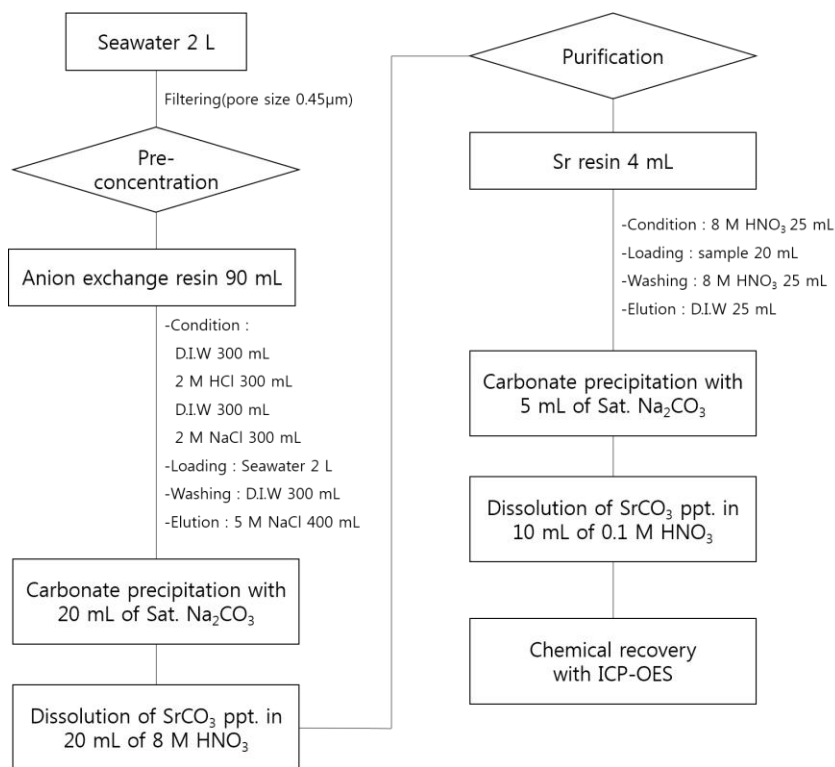 Seawater 2 L
Filtering(pore size 0.45μm)
Pre-
concentration
Anion exchange resin 90 mL
-Condition :
D.I.W 300 mL
2 M HCl 300 mL
D.I.W 300 mL
2 M NaCl 300 mL
-Loading : Seawater 2 L
-Washing : D.I.W 300 mL
-Elution : 5 M NaCl 400 mL
Carbonate precipitation with
20 mL of Sat. Na₂CO₃
Dissolution of SrCO₃ ppt. in
20 mL of 8 M HNO₃
Purification
Sr resin 4 mL
-Condition : 8 M HNO₃ 25 mL
-Loading : sample 20 mL
-Washing : 8 M HNO₃ 25 mL
-Elution : D.I.W 25 mL
Carbonate precipitation with
5 mL of Sat. Na₂CO₃
Dissolution of SrCO₃ ppt. in
10 mL of 0.1 M HNO₃
Chemical recovery
with ICP-OES